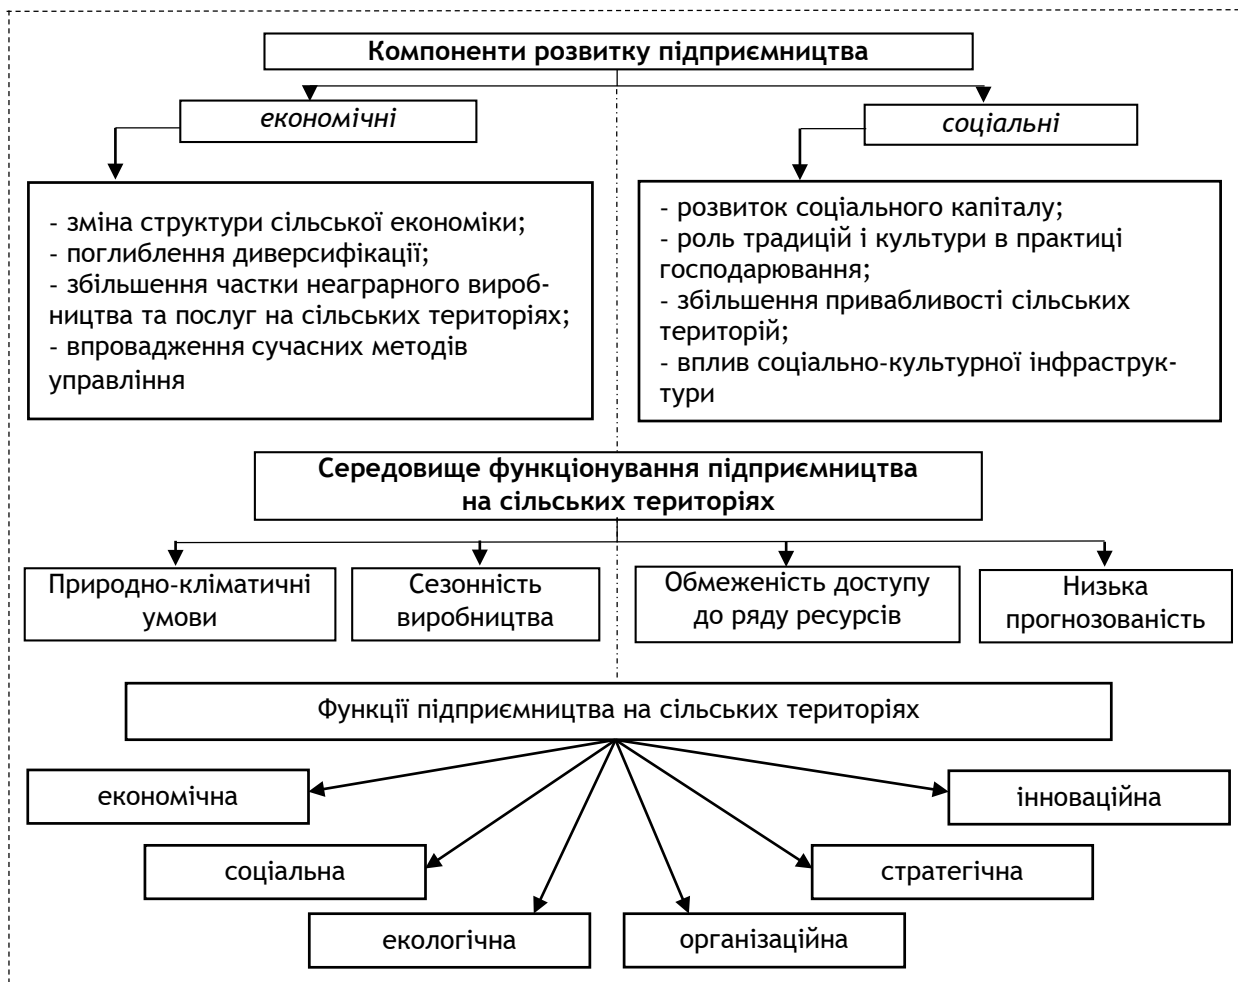 Компоненти розвитку підприємництва
економічні
соціальні
- зміна структури сільської економіки;
- поглиблення диверсифікації;
- збільшення частки неаграрного вироб-
ництва та послуг на сільських територіях;
- впровадження сучасних методів
управління
- розвиток соціального капіталу;
- роль традицій і культури в практиці
господарювання;
- збільшення привабливості сільських
територій;
- вплив соціально-культурної інфраструк-
тури
Середовище функціонування підприємництва
на сільських територіях
Природно-кліматичні
умови
Сезонність
виробництва
Обмеженість доступу
до ряду ресурсів
Низька
прогнозованість
Функції підприємництва на сільських територіях
економічна
інноваційна
соціальна
стратегічна
екологічна
організаційна